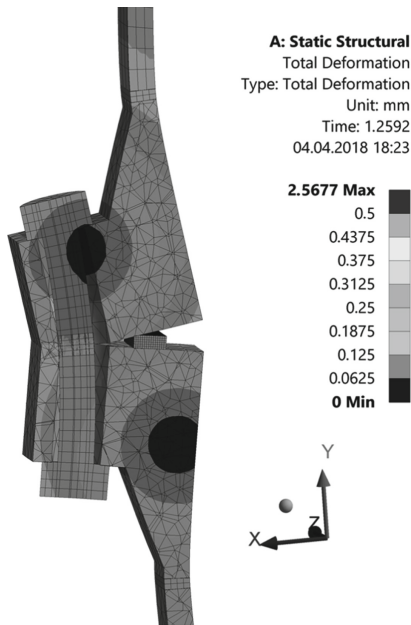 A: Static Structural
Total Deformation
Type: Total Deformation
Unit: mm
Time: 1.2592
04.04.2018 18:23
2.5677 Max
0.5
0.4375
0.375
0.3125
0.25
0.1875
0.125
0.0625
0 Min
Y
Z
X